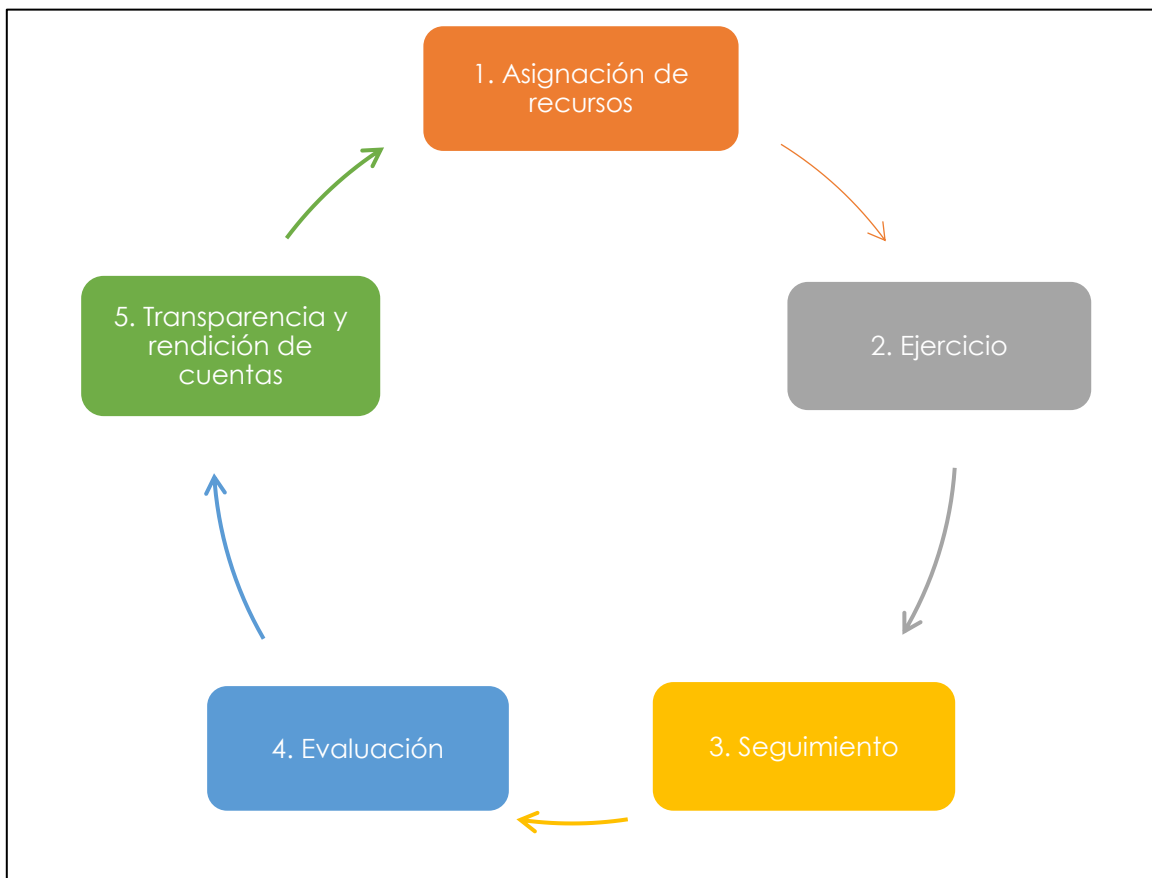 1. Asignación de
recursos
2. Ejercicio
3. Seguimiento
4. Evaluación
5. Transparencia y
rendición de
cuentas